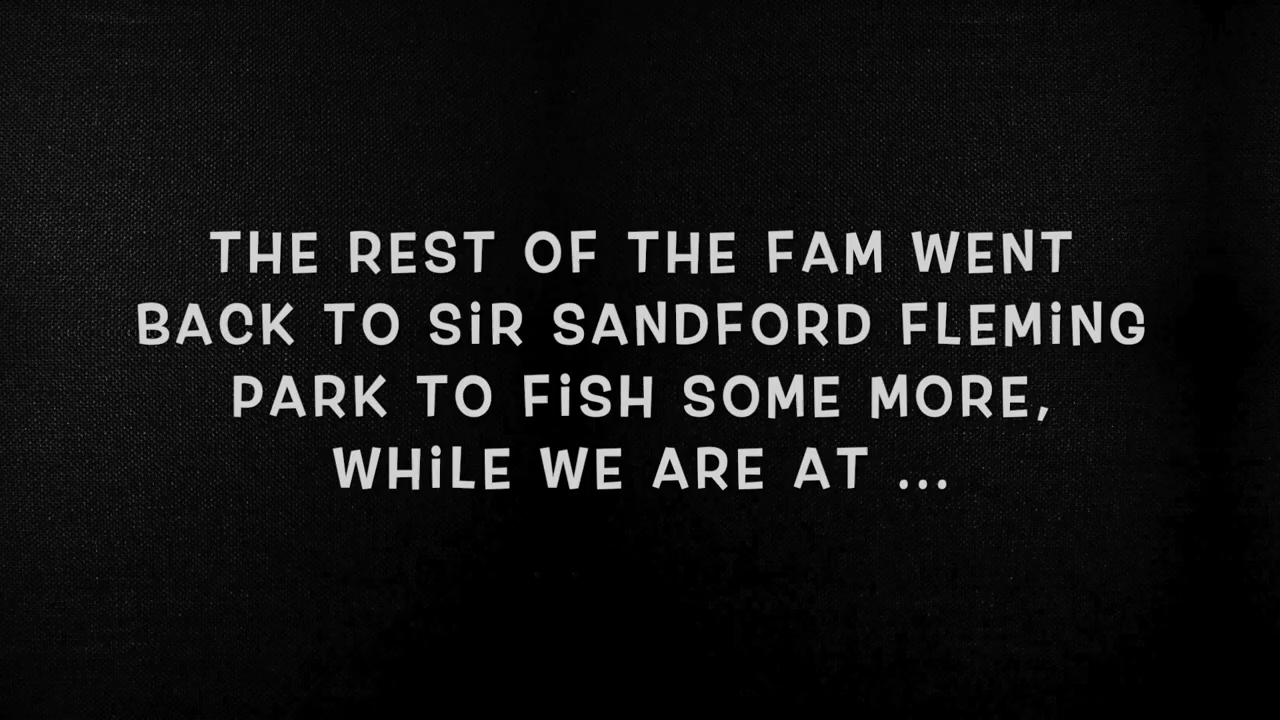 THE REST OF THE FAM WENT
BACK TO SiR SANDFORD FLEMiNG
PARK TO FiSH SOME MORE,
WHiLE WE ARE AT ...